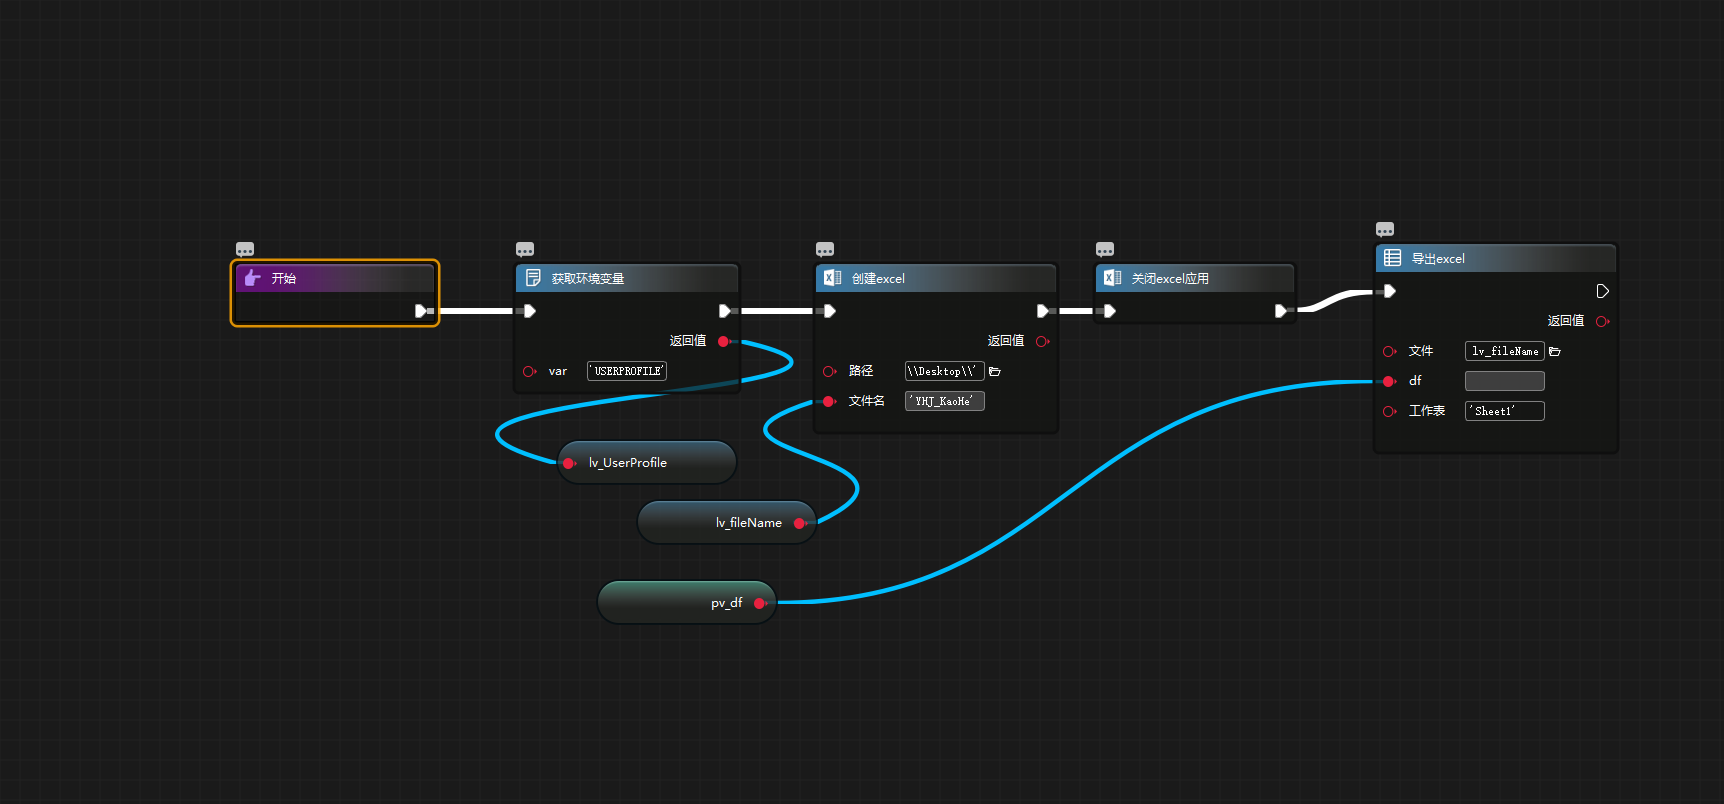 开始
获取环境变量
返回值
var 'USERPROFILE'
创建excel
返回值
路径 \\Desktop\\'
文件名 'YHJ_KaoHe'
关闭excel应用
导出excel
返回值
文件 lv_fileName
df
工作表 'Sheet1'
lv_UserProfile
lv_fileName
pv_df